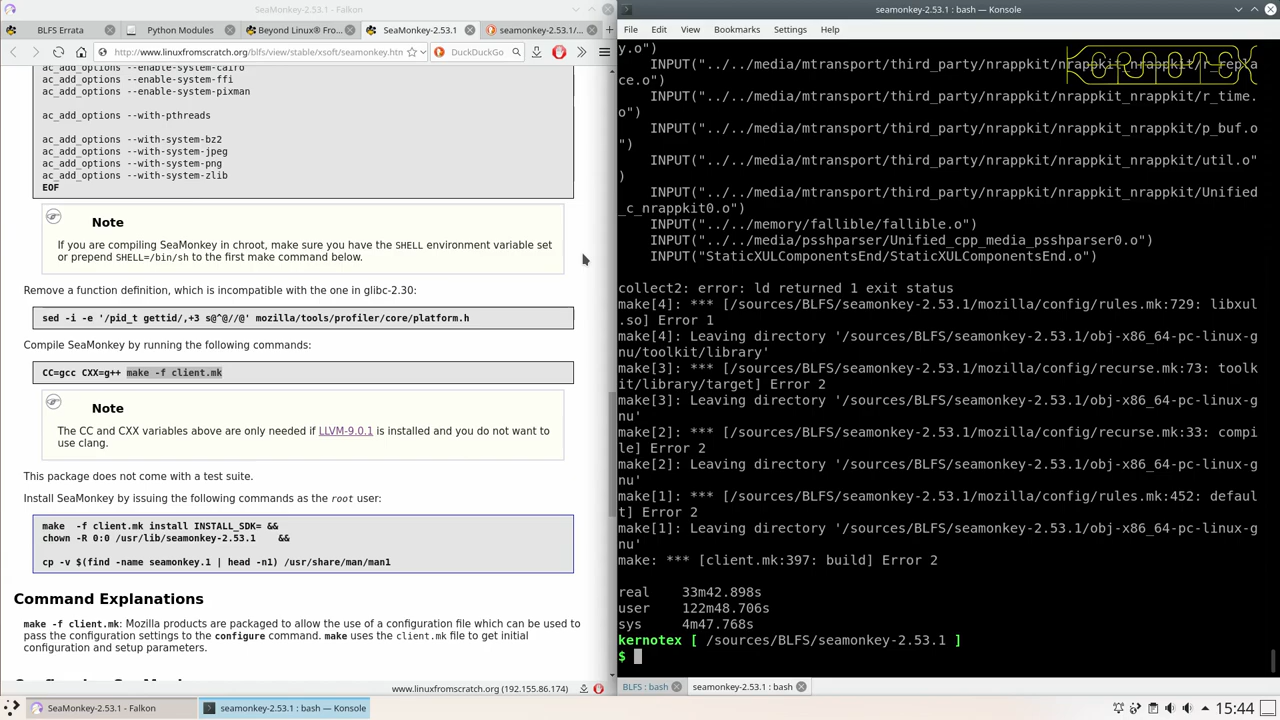 SeaMonkey-2.53.1 - Falkon
BLFS Errata
Python Modules
Beyond Linux® Fro...
SeaMonkey-2.53.1
seamonkey-2.53.1/...
http://www.linuxfromscratch.org/blfs/view/stable/xsoft/seamonkey.htn
DuckDuckGo
ac_add_options --enable-system-cairo
ac_add_options --enable-system-ffi
ac_add_options --enable-system-pixman
ac_add_options --with-pthreads
ac_add_options --with-system-bz2
ac_add_options --with-system-jpeg
ac_add_options --with-system-png
ac_add_options --with-system-zlib
EOF
Note
If you are compiling SeaMonkey in chroot, make sure you have the SHELL environment variable set
or prepend SHELL=/bin/sh to the first make command below.
Remove a function definition, which is incompatible with the one in glibc-2.30:
sed -i -e '/pid_t gettid/,+3 s@^@//@' mozilla/tools/profiler/core/platform.h
Compile SeaMonkey by running the following commands:
CC=gcc CXX=g++ make -f client.mk
Note
The CC and CXX variables above are only needed if LLVM-9.0.1 is installed and you do not want to
use clang.
This package does not come with a test suite.
Install SeaMonkey by issuing the following commands as the root user:
make  -f client.mk install INSTALL_SDK= &&
chown -R 0:0 /usr/lib/seamonkey-2.53.1    &&
cp -v $(find -name seamonkey.1 | head -n1) /usr/share/man/man1
Command Explanations
make -f client.mk: Mozilla products are packaged to allow the use of a configuration file which can be used to
pass the configuration settings to the configure command. make uses the client.mk file to get initial
configuration and setup parameters.
www.linuxfromscratch.org (192.155.86.174)
seamonkey-2.53.1 : bash — Konsole
File Edit View Bookmarks Settings Help
KERNOTEX
y.o")
INPUT("../../media/mtransport/third_party/nrappkit/nrappkit_nrappkit/r_repla
ce.o")
INPUT("../../media/mtransport/third_party/nrappkit/nrappkit_nrappkit/r_time.
o")
INPUT("../../media/mtransport/third_party/nrappkit/nrappkit_nrappkit/p_buf.o
")
INPUT("../../media/mtransport/third_party/nrappkit/nrappkit_nrappkit/util.o"
)
INPUT("../../media/mtransport/third_party/nrappkit/nrappkit_nrappkit/Unified
_c_nrappkit0.o")
INPUT("../../memory/fallible/fallible.o")
INPUT("../../media/psshparser/Unified_cpp_media_psshparser0.o")
INPUT("StaticXULComponentsEnd/StaticXULComponentsEnd.o")
collect2: error: ld returned 1 exit status
make[4]: *** [/sources/BLFS/seamonkey-2.53.1/mozilla/config/rules.mk:729: libxul
.so] Error 1
make[4]: Leaving directory '/sources/BLFS/seamonkey-2.53.1/obj-x86_64-pc-linux-g
nu/toolkit/library'
make[3]: *** [/sources/BLFS/seamonkey-2.53.1/mozilla/config/recurse.mk:73: toolk
it/library/target] Error 2
make[3]: Leaving directory '/sources/BLFS/seamonkey-2.53.1/obj-x86_64-pc-linux-g
nu'
make[2]: *** [/sources/BLFS/seamonkey-2.53.1/mozilla/config/recurse.mk:33: compi
le] Error 2
make[2]: Leaving directory '/sources/BLFS/seamonkey-2.53.1/obj-x86_64-pc-linux-g
nu'
make[1]: *** [/sources/BLFS/seamonkey-2.53.1/mozilla/config/rules.mk:452: defaul
t] Error 2
make[1]: Leaving directory '/sources/BLFS/seamonkey-2.53.1/obj-x86_64-pc-linux-g
nu'
make: *** [client.mk:397: build] Error 2
real    33m42.898s
user    122m48.706s
sys     4m47.768s
kernotex [ /sources/BLFS/seamonkey-2.53.1 ]
$
BLFS : bash
seamonkey-2.53.1 : bash
SeaMonkey-2.53.1 - Falkon
seamonkey-2.53.1 : bash — Konsole
15:44